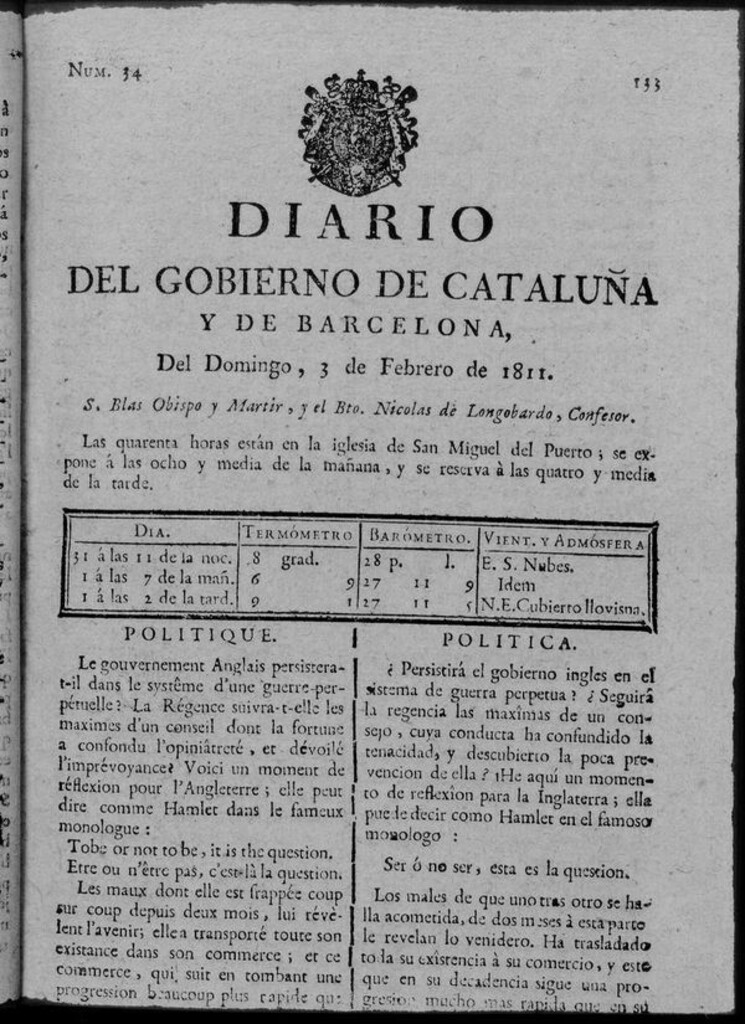 NUM. 34
133
DIARIO
DEL GOBIERNO DE CATALUÑA
Y DE BARCELONA,
Del Domingo, 3 de Febrero de 1811.
S. Blas Obispo y Martir, y el Bto. Nicolas de Longobardo, Confesor.
Las quarenta horas están en la iglesia de San Miguel del Puerto; se ex-
pone á las ocho y media de la mañana, y se reserva à las quatro y media
de la tarde.
DIA. TERMÓMETRO BARÓMETRO. VIENT. Y ADMÓSFERA
31 á las 11 de la noc. 8 grad. 28 p. l. E. S. Nubes.
1 á las 7 de la mañ. 6 9 27 11 9 Idem
1 á las 2 de la tard. 9 1 27 11 5 N.E.Cubierto llovisna.
POLITIQUE.
Le gouvernement Anglais persistera-
t-il dans le systême d'une guerre per-
pétuelle? La Régence suivra-t-elle les
maximes d'un conseil dont la fortune
a confondu l'opiniâtreté, et dévoilé
l'imprévoyance? Voici un moment de
réflexion pour l'Angleterre; elle peut
dire comme Hamlet dans le fameux
monologue:
Tobe or not to be, it is the question.
Etre ou n'être pas, c'est-là la question.
Les maux dont elle est frappée coup
sur coup depuis deux mois, lui révè-
lent l'avenir; elle a transporté toute son
existance dans son commerce; et ce
commerce, qui suit en tombant une
progression beaucoup plus rapide que
POLITICA.
¿ Persistirá el gobierno ingles en el
sistema de guerra perpetua? ¿ Seguirá
la regencia las maxîmas de un con-
sejo, cuya conducta ha confundido la
tenacidad, y descubierto la poca pre-
vencion de ella? ¡He aquí un momen-
to de reflexîon para la Inglaterra; ella
puede decir como Hamlet en el famoso
monologo:
Ser ó no ser, esta es la question.
Los males de que uno tras otro se ha-
lla acometida, de dos meses à esta parte
le revelan lo venidero. Ha trasladado
toda su existencia à su comercio, y este
que en su decadencia sigue una pro-
gresion mucho mas rapida que en su